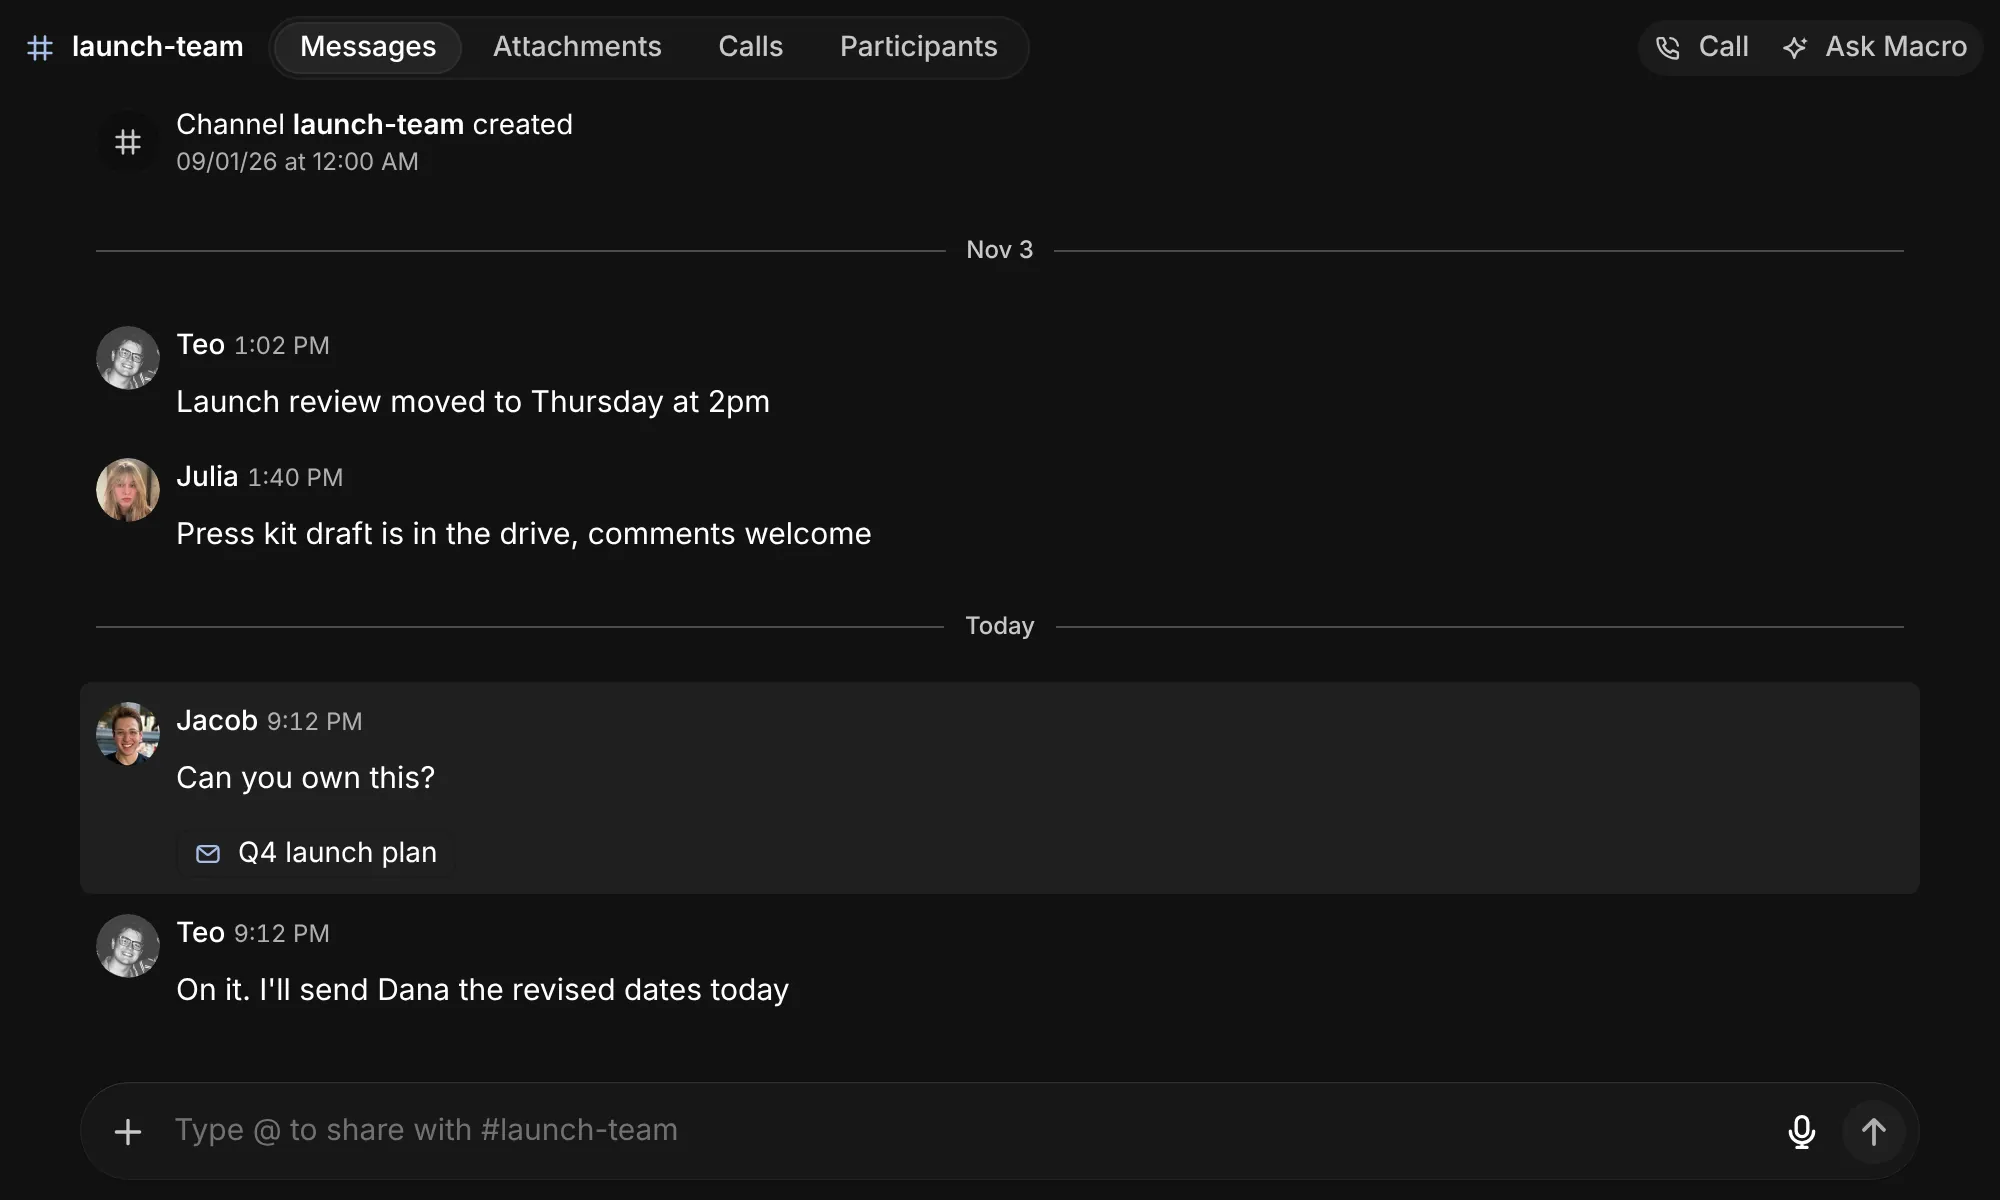 launch-team
Messages
Attachments
Calls
Participants
Call
Ask Macro
Channel launch-team created
09/01/26 at 12:00 AM
Nov 3
Teo 1:02 PM
Launch review moved to Thursday at 2pm
Julia 1:40 PM
Press kit draft is in the drive, comments welcome
Today
Jacob 9:12 PM
Can you own this?
Q4 launch plan
Teo 9:12 PM
On it. I'll send Dana the revised dates today
Type @ to share with #launch-team